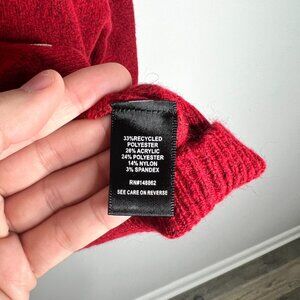 33%RECYCLED
POLYESTER
26% ACRYLIC
24% POLYESTER
14% NYLON
3% SPANDEX
RN#148862
SEE CARE ON REVERSE